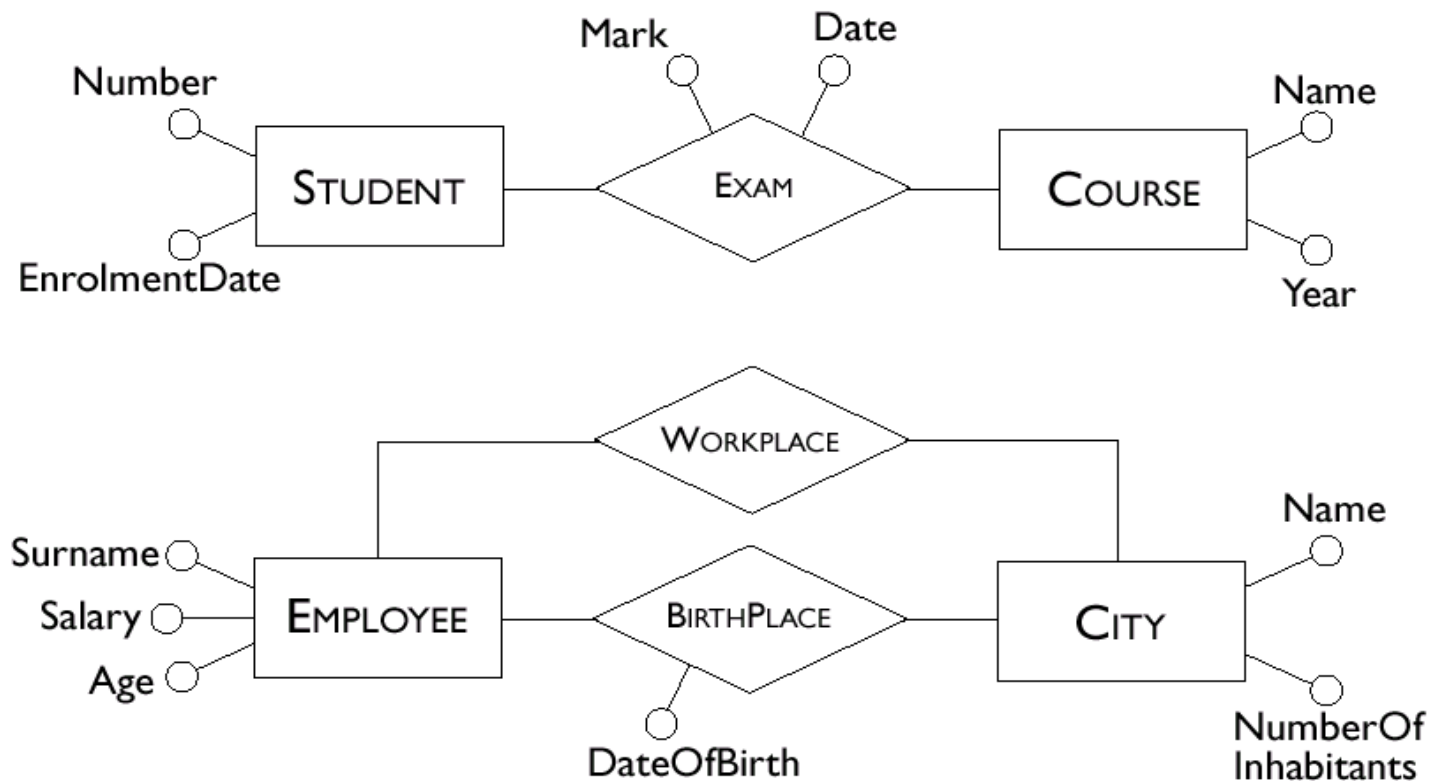 Mark
Date
Number
Name
STUDENT
EXAM
COURSE
EnrolmentDate
Year
WORKPLACE
Name
Surname
Salary
EMPLOYEE
BIRTHPLACE
CITY
Age
NumberOf
Inhabitants
DateOfBirth